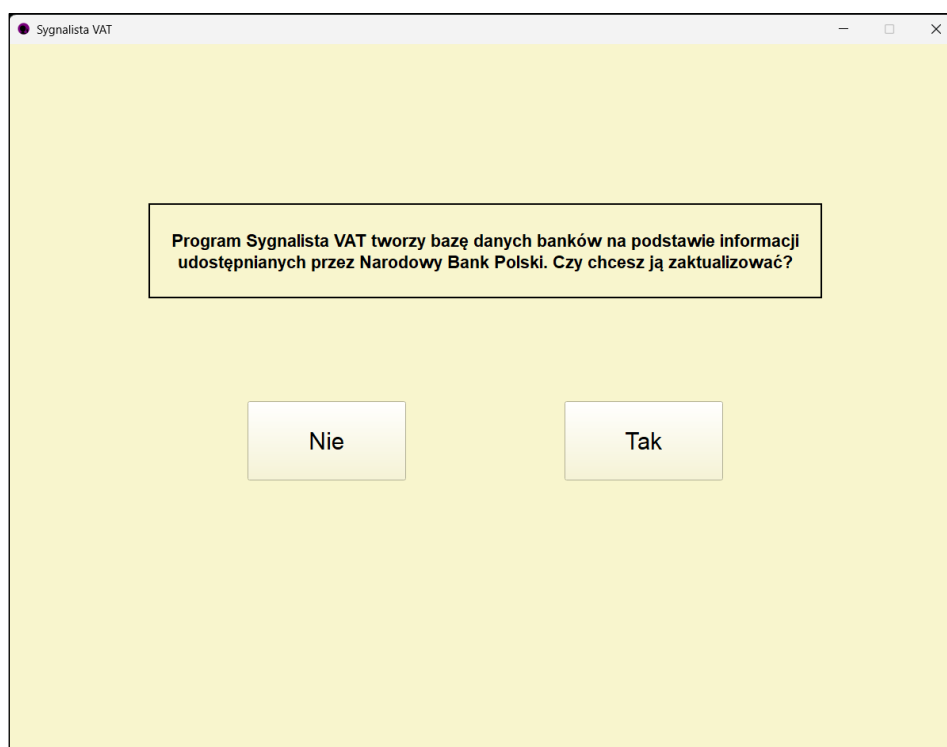 Sygnalista VAT
Program Sygnalista VAT tworzy bazę danych banków na podstawie informacji
udostępnianych przez Narodowy Bank Polski. Czy chcesz ją zaktualizować?
Nie
Tak